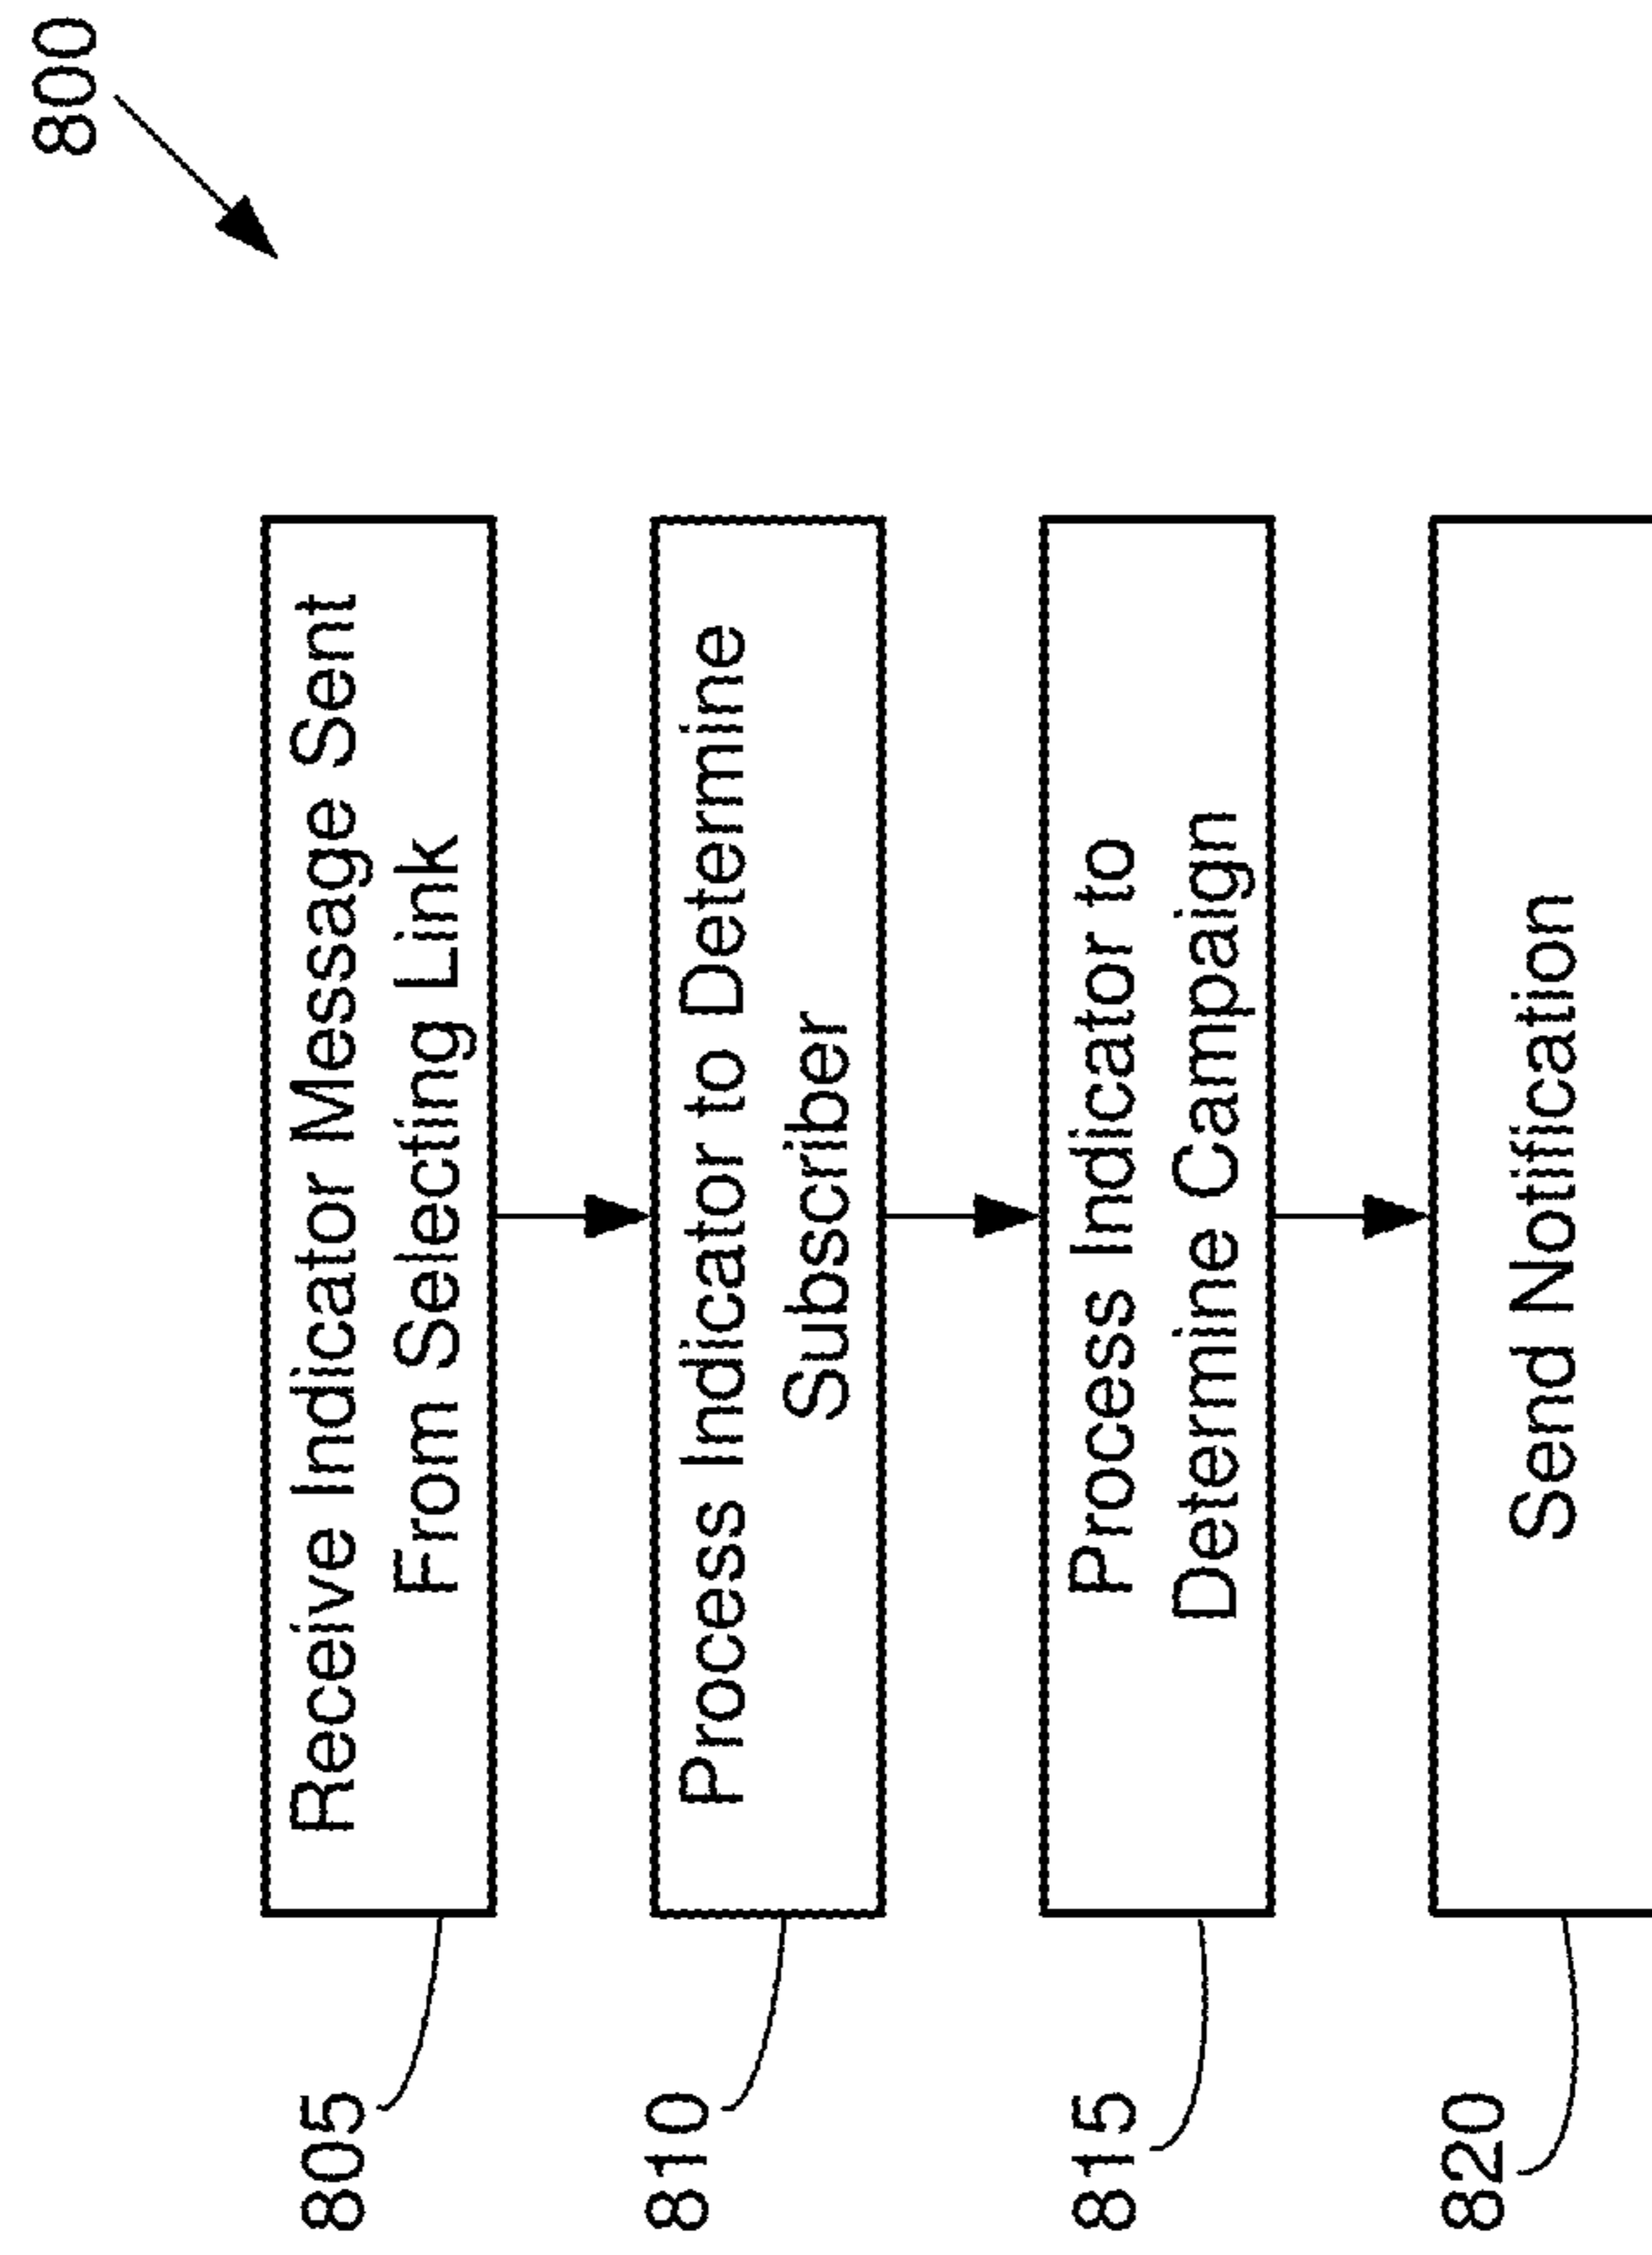 800
805
Receive Indicator Message Sent
From Selecting Link
810
Process Indicator to Determine
Subscriber
815
Process Indicator to
Determine Campaign
820
Send Notification